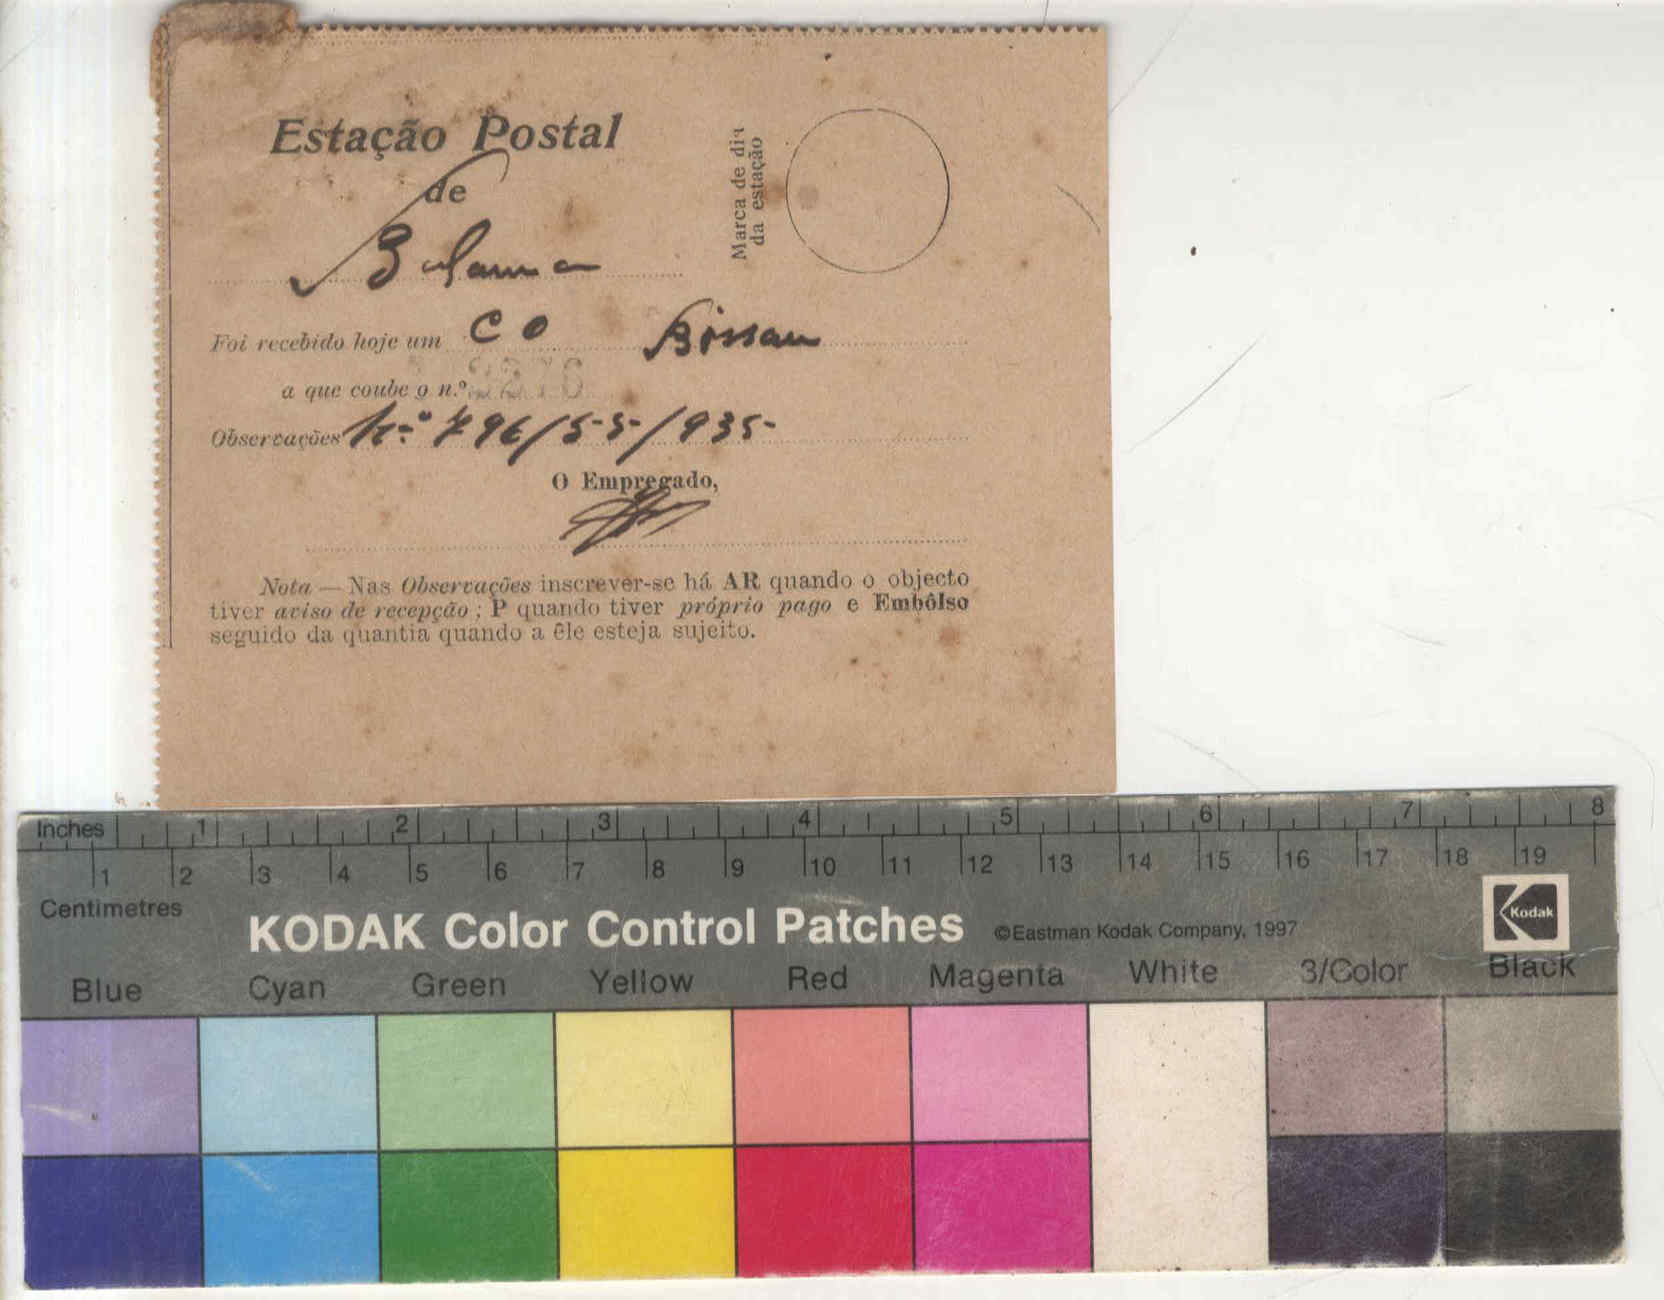 Estação Postal
de
Bolama
Marca de dia
da estação
Foi recebido hoje um C O Bissau
a que coube o n.º
Observações N.º 796/5-5-/935-
O Empregado,
Nota — Nas Observações inscrever-se há AR quando o objecto
tiver aviso de recepção ; P quando tiver próprio pago e Embôlso
seguido da quantia quando a êle esteja sujeito.
Inches 1 2 3 4 5 6 7 8
1 2 3 4 5 6 7 8 9 10 11 12 13 14 15 16 17 18 19
Centimetres
KODAK Color Control Patches ©Eastman Kodak Company, 1997 Kodak
Blue Cyan Green Yellow Red Magenta White 3/Color Black